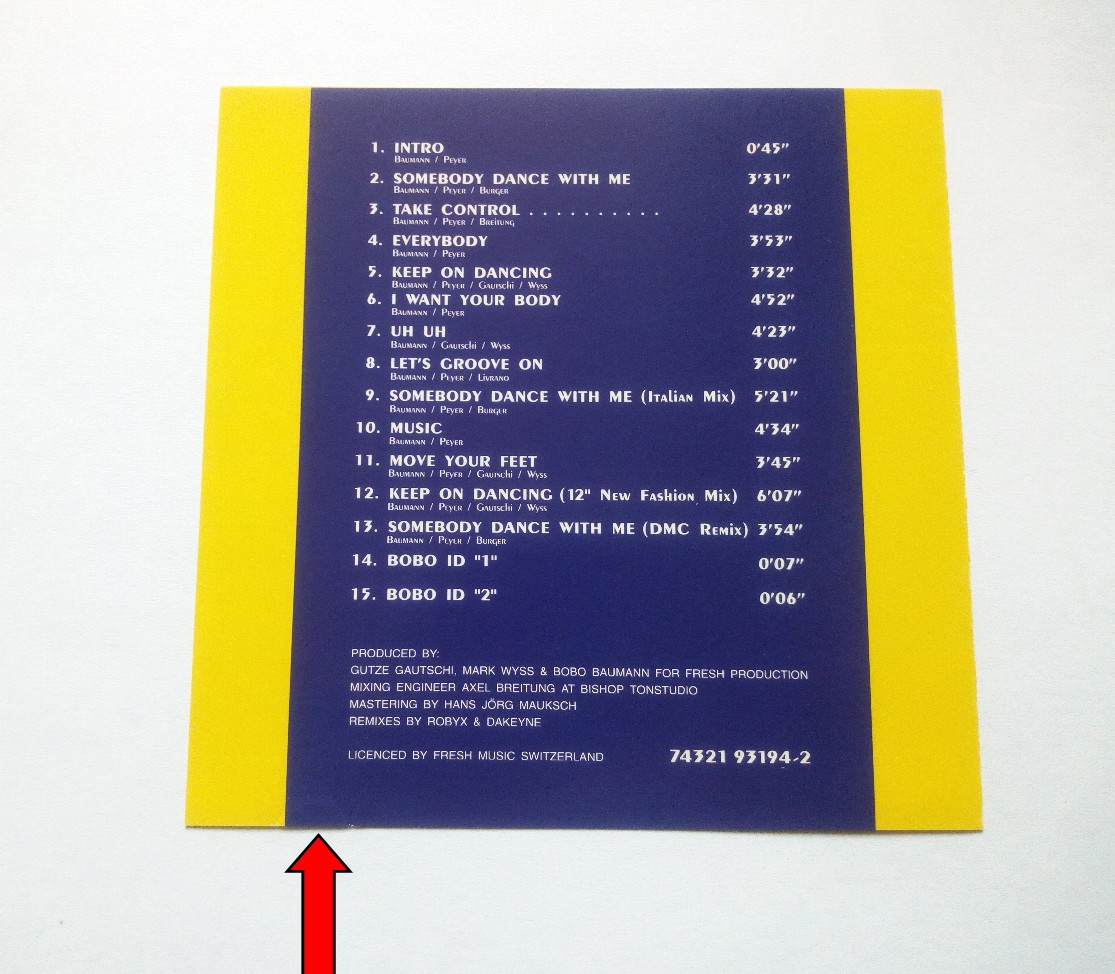 1. INTRO 0'45"
BAUMANN / PEYER
2. SOMEBODY DANCE WITH ME 3'31"
BAUMANN / PEYER / BURGER
3. TAKE CONTROL . . . . . . . . . . 4'28"
BAUMANN / PEYER / BREITUNG
4. EVERYBODY 3'53"
BAUMANN / PEYER
5. KEEP ON DANCING 3'32"
BAUMANN / PEYER / GAUTSCHI / WYSS
6. I WANT YOUR BODY 4'52"
BAUMANN / PEYER
7. UH UH 4'23"
BAUMANN / GAUTSCHI / WYSS
8. LET'S GROOVE ON 3'00"
BAUMANN / PEYER / LIVRANO
9. SOMEBODY DANCE WITH ME (ITALIAN MIX) 5'21"
BAUMANN / PEYER / BURGER
10. MUSIC 4'34"
BAUMANN / PEYER
11. MOVE YOUR FEET 3'45"
BAUMANN / PEYER / GAUTSCHI / WYSS
12. KEEP ON DANCING (12" NEW FASHION MIX) 6'07"
BAUMANN / PEYER / GAUTSCHI / WYSS
13. SOMEBODY DANCE WITH ME (DMC REMIX) 3'54"
BAUMANN / PEYER / BURGER
14. BOBO ID "1" 0'07"
15. BOBO ID "2" 0'06"
PRODUCED BY:
GUTZE GAUTSCHI, MARK WYSS & BOBO BAUMANN FOR FRESH PRODUCTION
MIXING ENGINEER AXEL BREITUNG AT BISHOP TONSTUDIO
MASTERING BY HANS JÖRG MAUKSCH
REMIXES BY ROBYX & DAKEYNE
LICENCED BY FRESH MUSIC SWITZERLAND 74321 93194-2